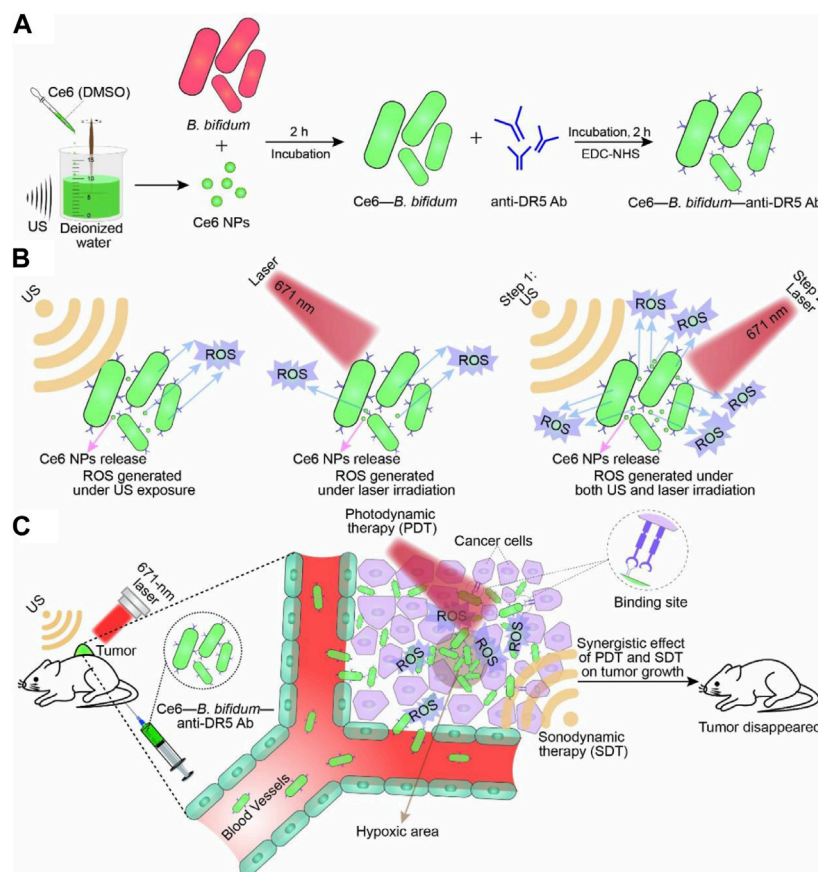 A
Ce6 (DMSO)
15
10
5
0
US
Deionized
water
B. bifidum
+
Ce6 NPs
2 h
Incubation
Ce6—B. bifidum
+
anti-DR5 Ab
Incubation, 2 h
EDC-NHS
Ce6—B. bifidum—anti-DR5 Ab
B
US
ROS
Ce6 NPs release
ROS generated
under US exposure
Laser
671 nm
ROS
ROS
Ce6 NPs release
ROS generated
under laser irradiation
Step 1:
US
Step
Laser
671 nm
ROS
ROS
ROS
ROS
ROS
ROS
Ce6 NPs release
ROS generated under
both US and laser irradiation
C
US
671-nm
laser
Tumor
Ce6—B. bifidum—
anti-DR5 Ab
Photodynamic
therapy (PDT)
Cancer cells
Binding site
ROS
ROS
ROS
ROS
ROS
Blood Vessels
Hypoxic area
Sonodynamic
therapy (SDT)
Synergistic effect
of PDT and SDT
on tumor growth
Tumor disappeared